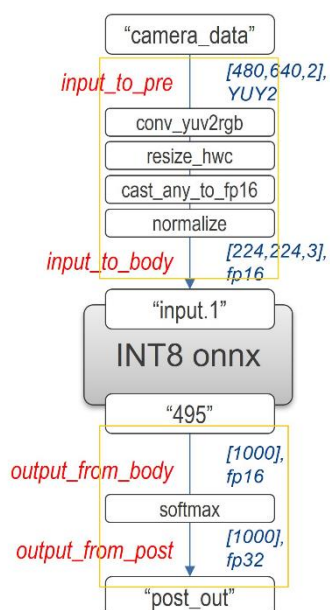 “camera_data”
input_to_pre
[480,640,2],
YUY2
conv_yuv2rgb
resize_hwc
cast_any_to_fp16
normalize
input_to_body
[224,224,3],
fp16
“input.1”
INT8 onnx
“495”
output_from_body
[1000],
fp16
softmax
output_from_post
[1000],
fp32
“post_out”